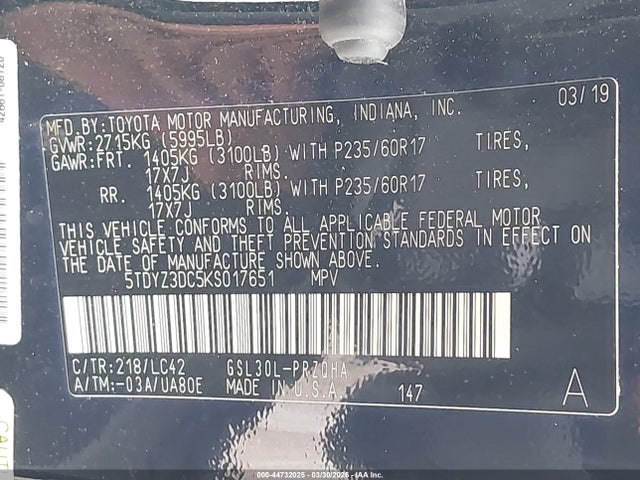 MFD.BY:TOYOTA MOTOR MANUFACTURING, INDIANA, INC. 03/19
GVWR:2715KG (5995LB)
GAWR:FRT. 1405KG (3100LB) WITH P235/60R17 TIRES,
17X7J RIMS.
RR. 1405KG (3100LB) WITH P235/60R17 TIRES,
17X7J RIMS.
THIS VEHICLE CONFORMS TO ALL APPLICABLE FEDERAL MOTOR
VEHICLE SAFETY AND THEFT PREVENTION STANDARDS IN EFFECT ON
THE DATE OF MANUFACTURE SHOWN ABOVE.
5TDYZ3DC5KS017651 MPV
C/TR:218/LC42 GSL30L-PRZQHA
A/TM:-03A/UA80E MADE IN U.S.A. 147 A
000-44732025 - 03/30/2026 - IAA Holdings, LLC